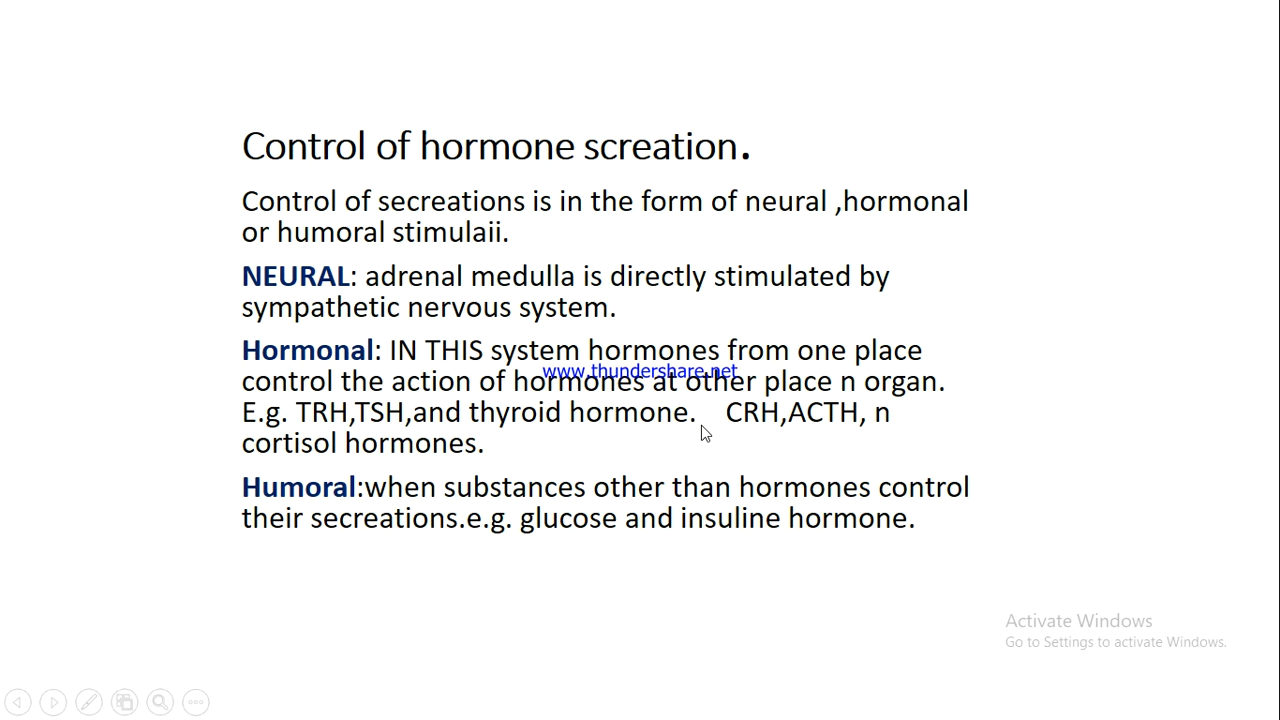 Control of hormone screation.
Control of secreations is in the form of neural ,hormonal
or humoral stimulaii.
NEURAL: adrenal medulla is directly stimulated by
sympathetic nervous system.
Hormonal: IN THIS system hormones from one place
www.thundershare.net
control the action of hormones at other place n organ.
E.g. TRH,TSH,and thyroid hormone. CRH,ACTH, n
cortisol hormones.
Humoral:when substances other than hormones control
their secreations.e.g. glucose and insuline hormone.
Activate Windows
Go to Settings to activate Windows.